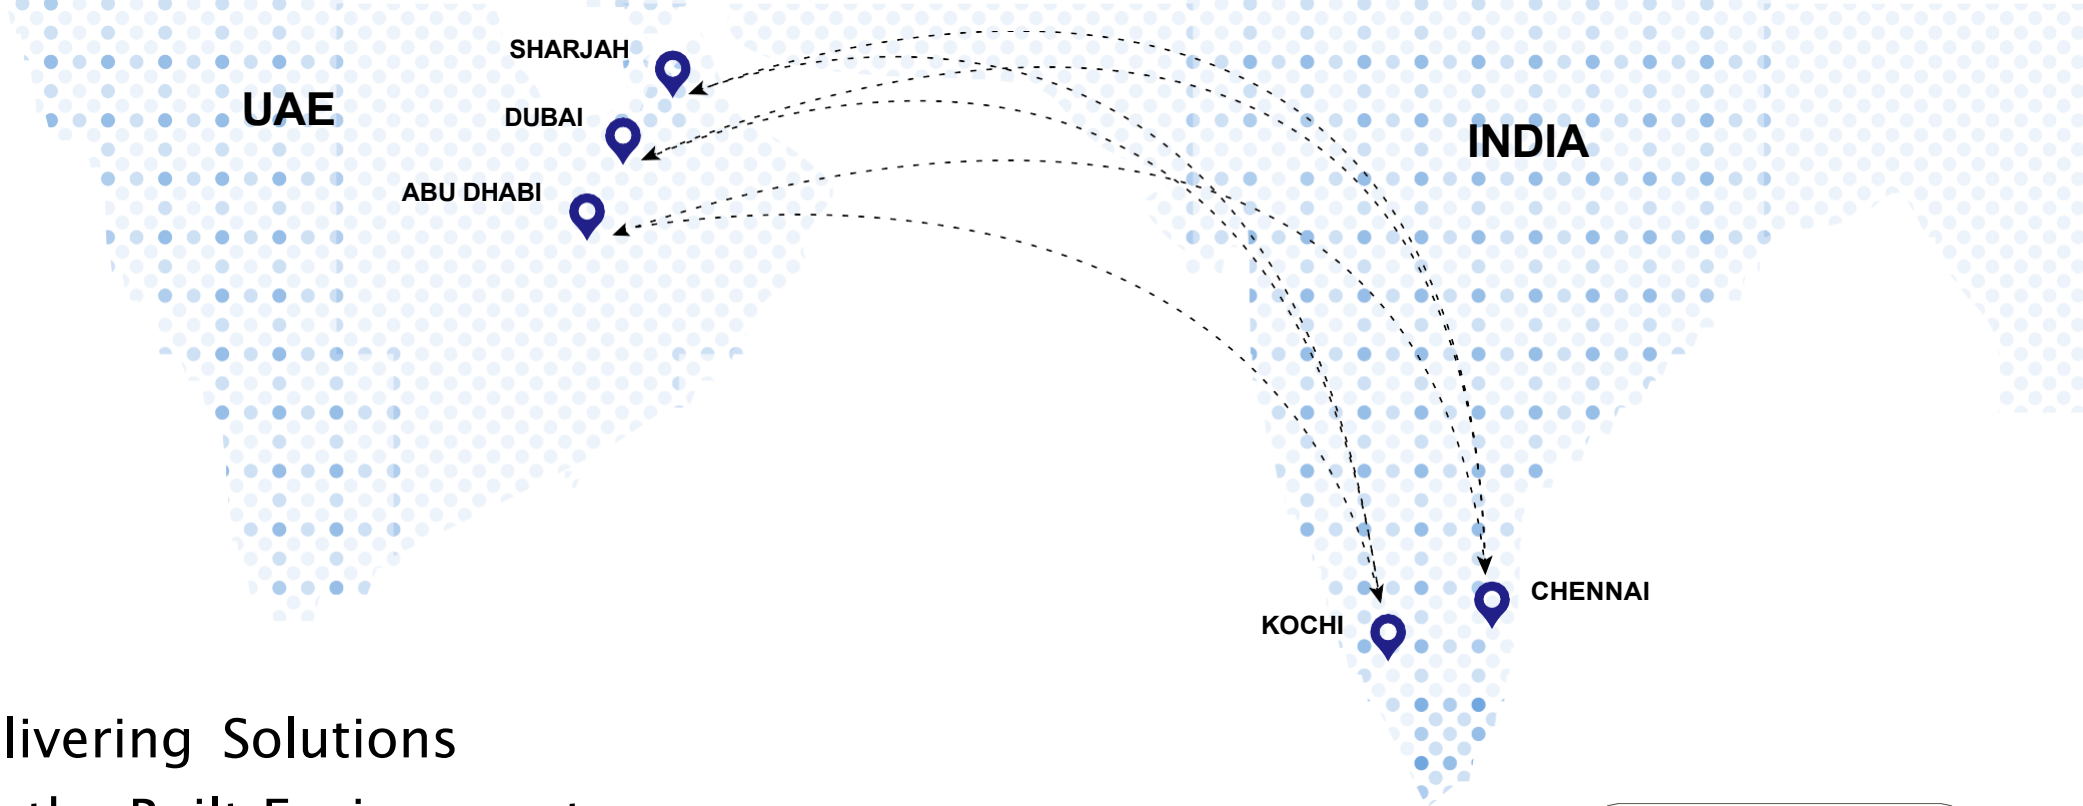 SHARJAH
UAE
DUBAI
INDIA
ABU DHABI
CHENNAI
KOCHI
livering Solutions